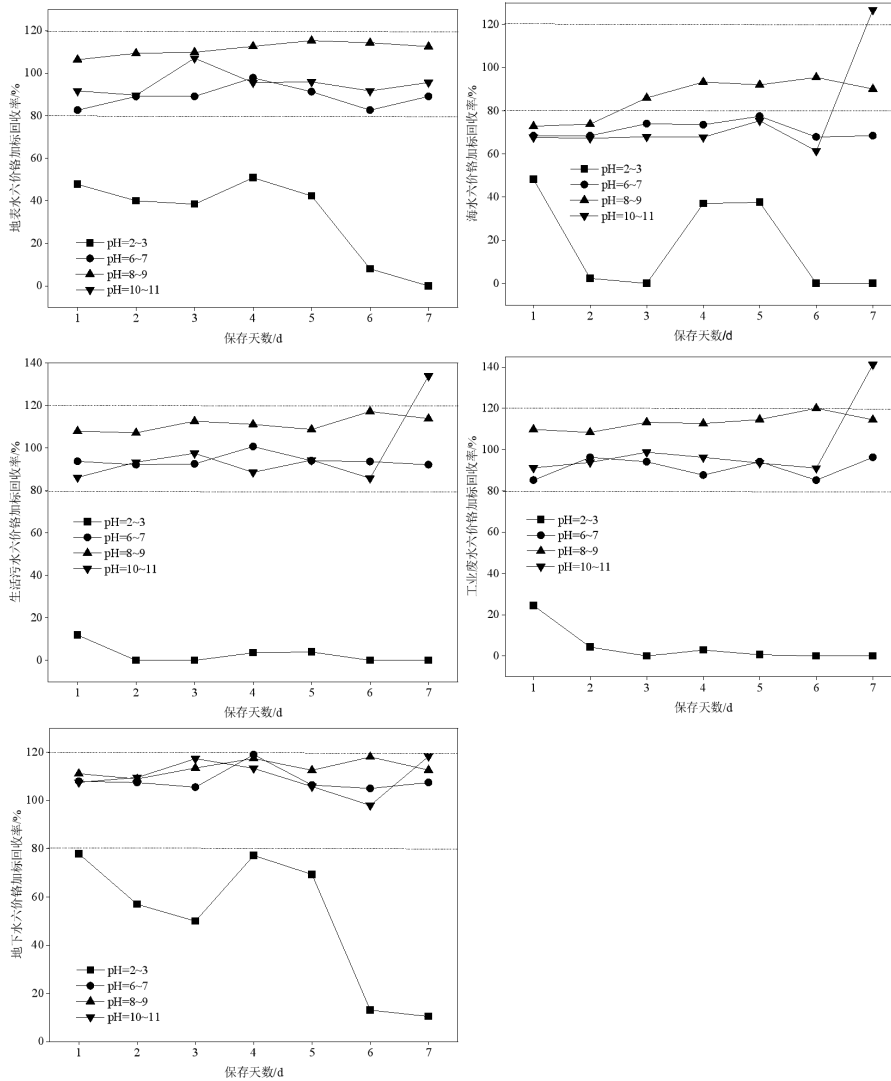 120
100
80
60
40
20
0
地表水六价铬加标回收率/%
pH=2~3
pH=6~7
pH=8~9
pH=10~11
1 2 3 4 5 6 7
保存天数/d
120
100
80
60
40
20
0
海水六价铬加标回收率/%
pH=2~3
pH=6~7
pH=8~9
pH=10~11
1 2 3 4 5 6 7
保存天数/d
140
120
100
80
60
40
20
0
生活污水六价铬加标回收率/%
pH=2~3
pH=6~7
pH=8~9
pH=10~11
1 2 3 4 5 6 7
保存天数/d
140
120
100
80
60
40
20
0
工业废水六价铬加标回收率/%
pH=2~3
pH=6~7
pH=8~9
pH=10~11
1 2 3 4 5 6 7
保存天数/d
120
100
80
60
40
20
0
地下水六价铬加标回收率/%
pH=2~3
pH=6~7
pH=8~9
pH=10~11
1 2 3 4 5 6 7
保存天数/d